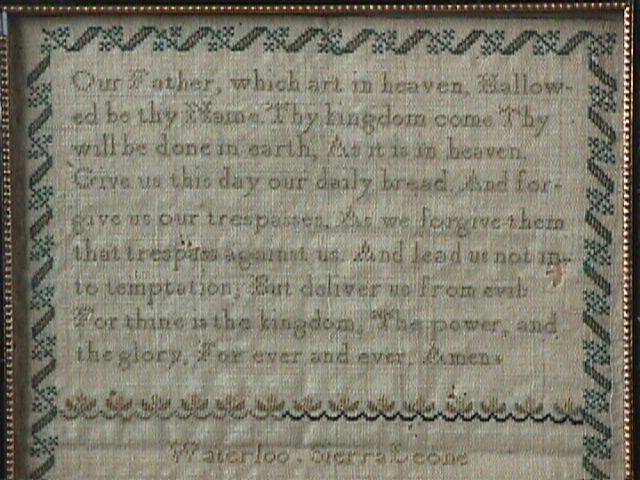 Our Father, which art in heaven, Hallow-
ed be thy Name. Thy kingdom come Thy
will be done in earth, As it is in heaven.
Give us this day our daily bread. And for-
give us our trespasses, As we forgive them
that trespass against us. And lead us not in-
to temptation; But deliver us from evil:
For thine is the kingdom, The power, and
the glory, For ever and ever. Amen.
Waterloo. Sierra Leone